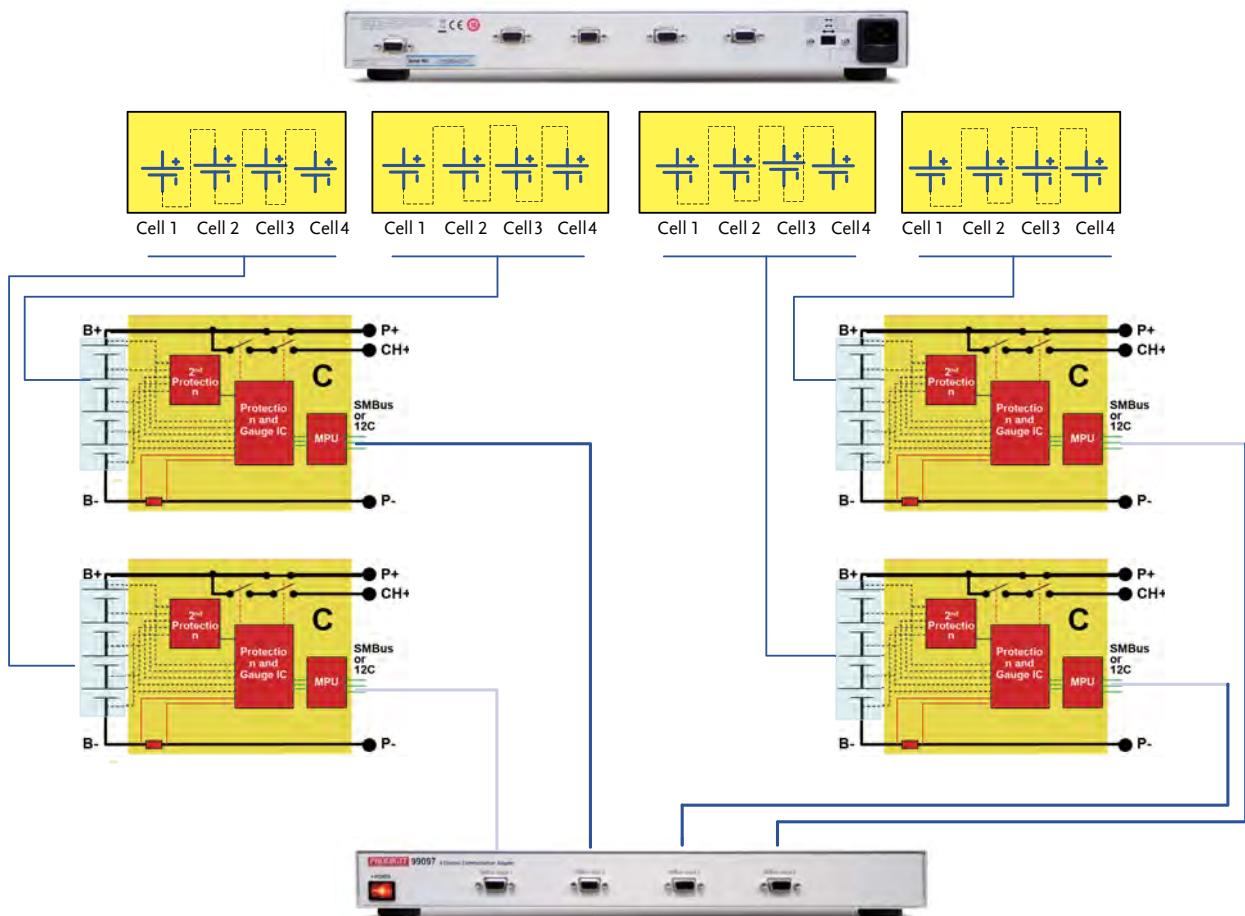 Cell 1 Cell 2 Cell3 Cell4
Cell 1 Cell 2 Cell3 Cell4
Cell 1 Cell 2 Cell3 Cell4
Cell 1 Cell 2 Cell3 Cell4
B+
P+
CH+
2nd
Protectio
n
C
Protectio
n and
Gauge IC
MPU
SMBus
or
12C
B-
P-
B+
P+
CH+
2nd
Protectio
n
C
Protectio
n and
Gauge IC
MPU
SMBus
or
12C
B-
P-
B+
P+
CH+
2nd
Protectio
n
C
Protectio
n and
Gauge IC
MPU
SMBus
or
12C
B-
P-
B+
P+
CH+
2nd
Protectio
n
C
Protectio
n and
Gauge IC
MPU
SMBus
or
12C
B-
P-
PRODIGIT 99097
POWER